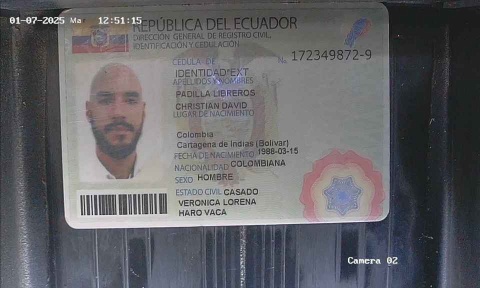 01-07-2025 Ma 12:51:15
REPÚBLICA DEL ECUADOR
DIRECCIÓN GENERAL DE REGISTRO CIVIL,
IDENTIFICACIÓN Y CEDULACIÓN
CÉDULA DE No 172349872-9
IDENTIDAD*EXT
APELLIDOS Y NOMBRES
PADILLA LIBREROS
CHRISTIAN DAVID
LUGAR DE NACIMIENTO
Colombia
Cartagena de Indias (Bolivar)
FECHA DE NACIMIENTO 1988-03-15
NACIONALIDAD COLOMBIANA
SEXO HOMBRE
ESTADO CIVIL CASADO
VERONICA LORENA
HARO VACA
Camera 02